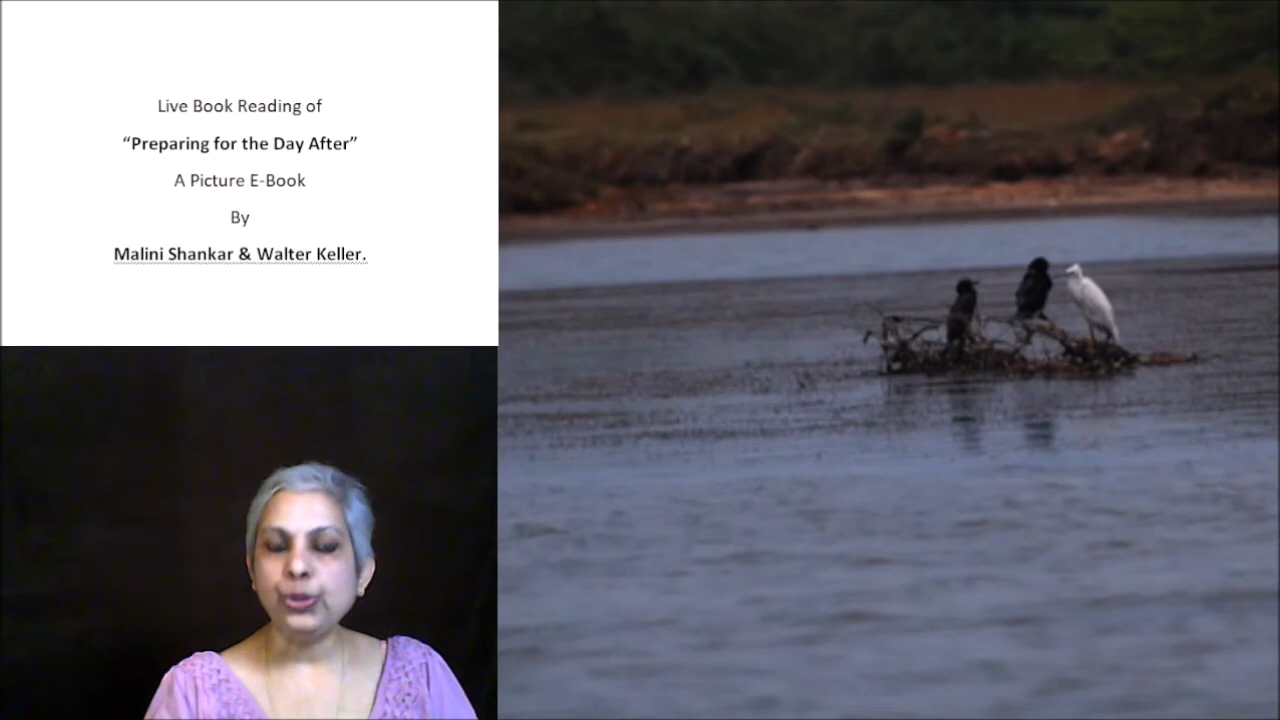 Live Book Reading of
“Preparing for the Day After”
A Picture E-Book
By
Malini Shankar & Walter Keller.